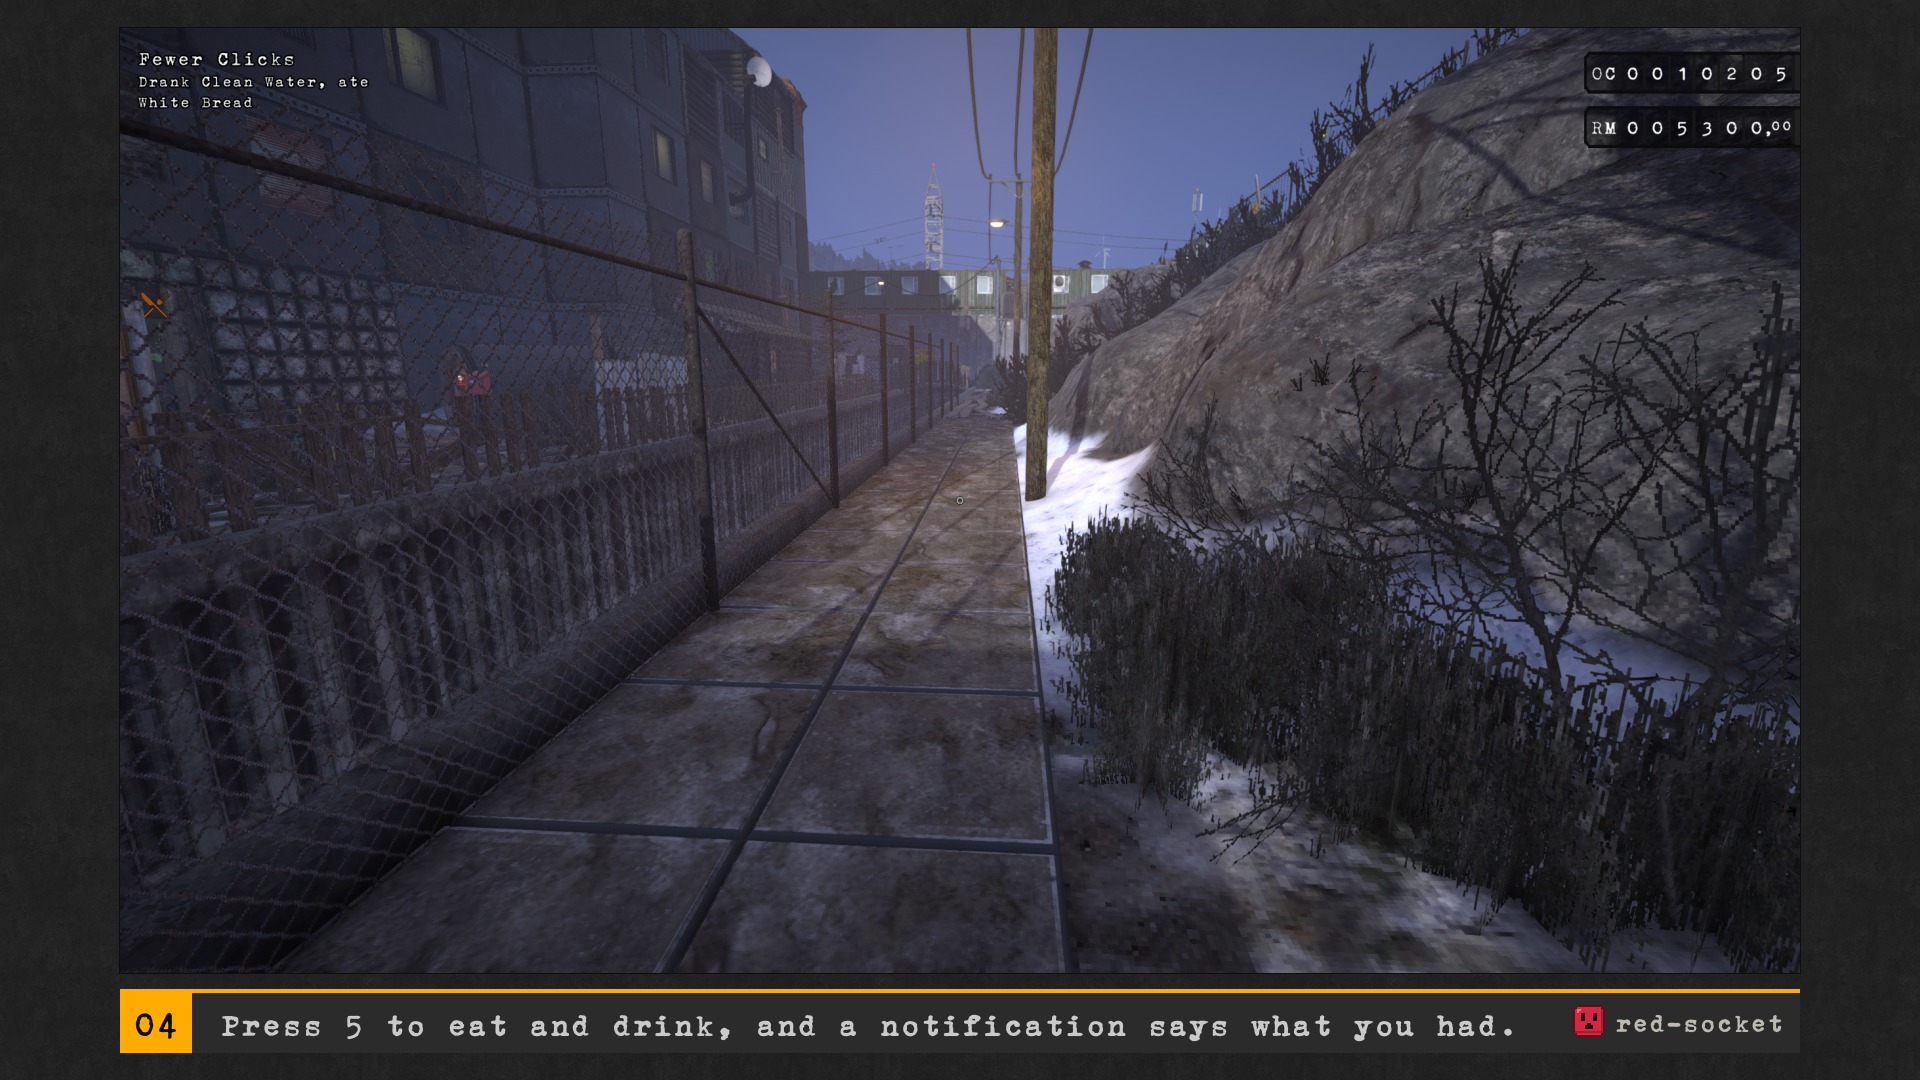 Fewer Clicks
Drank Clean Water, ate
White Bread
OC 0 0 1 0 2 0 5
RM 0 0 5 3 0 0,00
04
Press 5 to eat and drink, and a notification says what you had.
red-socket